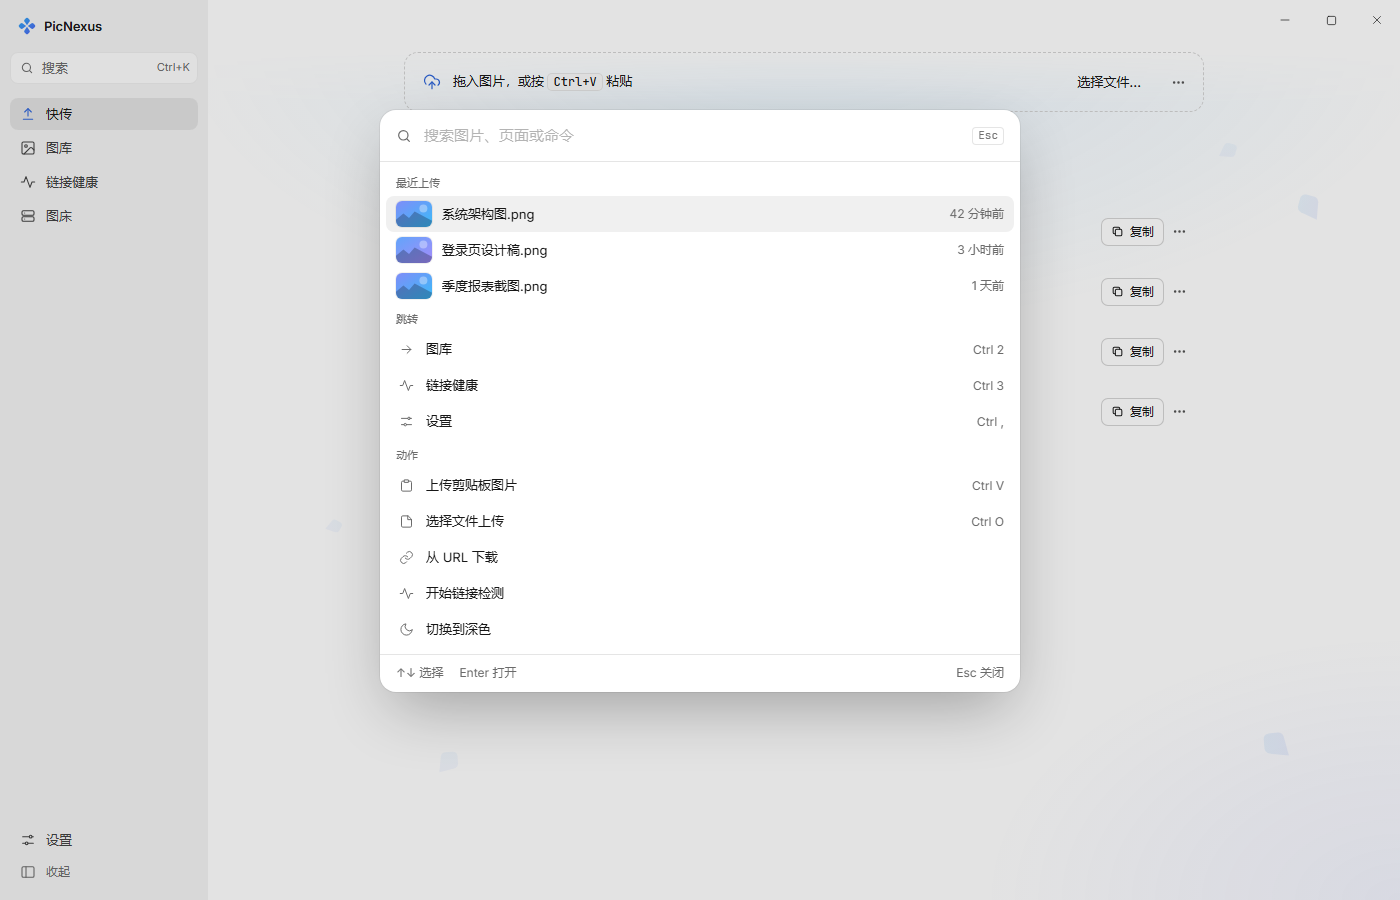 PicNexus
搜索 Ctrl+K
快传
图库
链接健康
图床
设置
收起
拖入图片，或按 Ctrl+V 粘贴
选择文件...
搜索图片、页面或命令 Esc
最近上传
系统架构图.png 42 分钟前
登录页设计稿.png 3 小时前
季度报表截图.png 1 天前
跳转
图库 Ctrl 2
链接健康 Ctrl 3
设置 Ctrl ,
动作
上传剪贴板图片 Ctrl V
选择文件上传 Ctrl O
从 URL 下载
开始链接检测
切换到深色
↑↓ 选择 Enter 打开 Esc 关闭
复制
复制
复制
复制